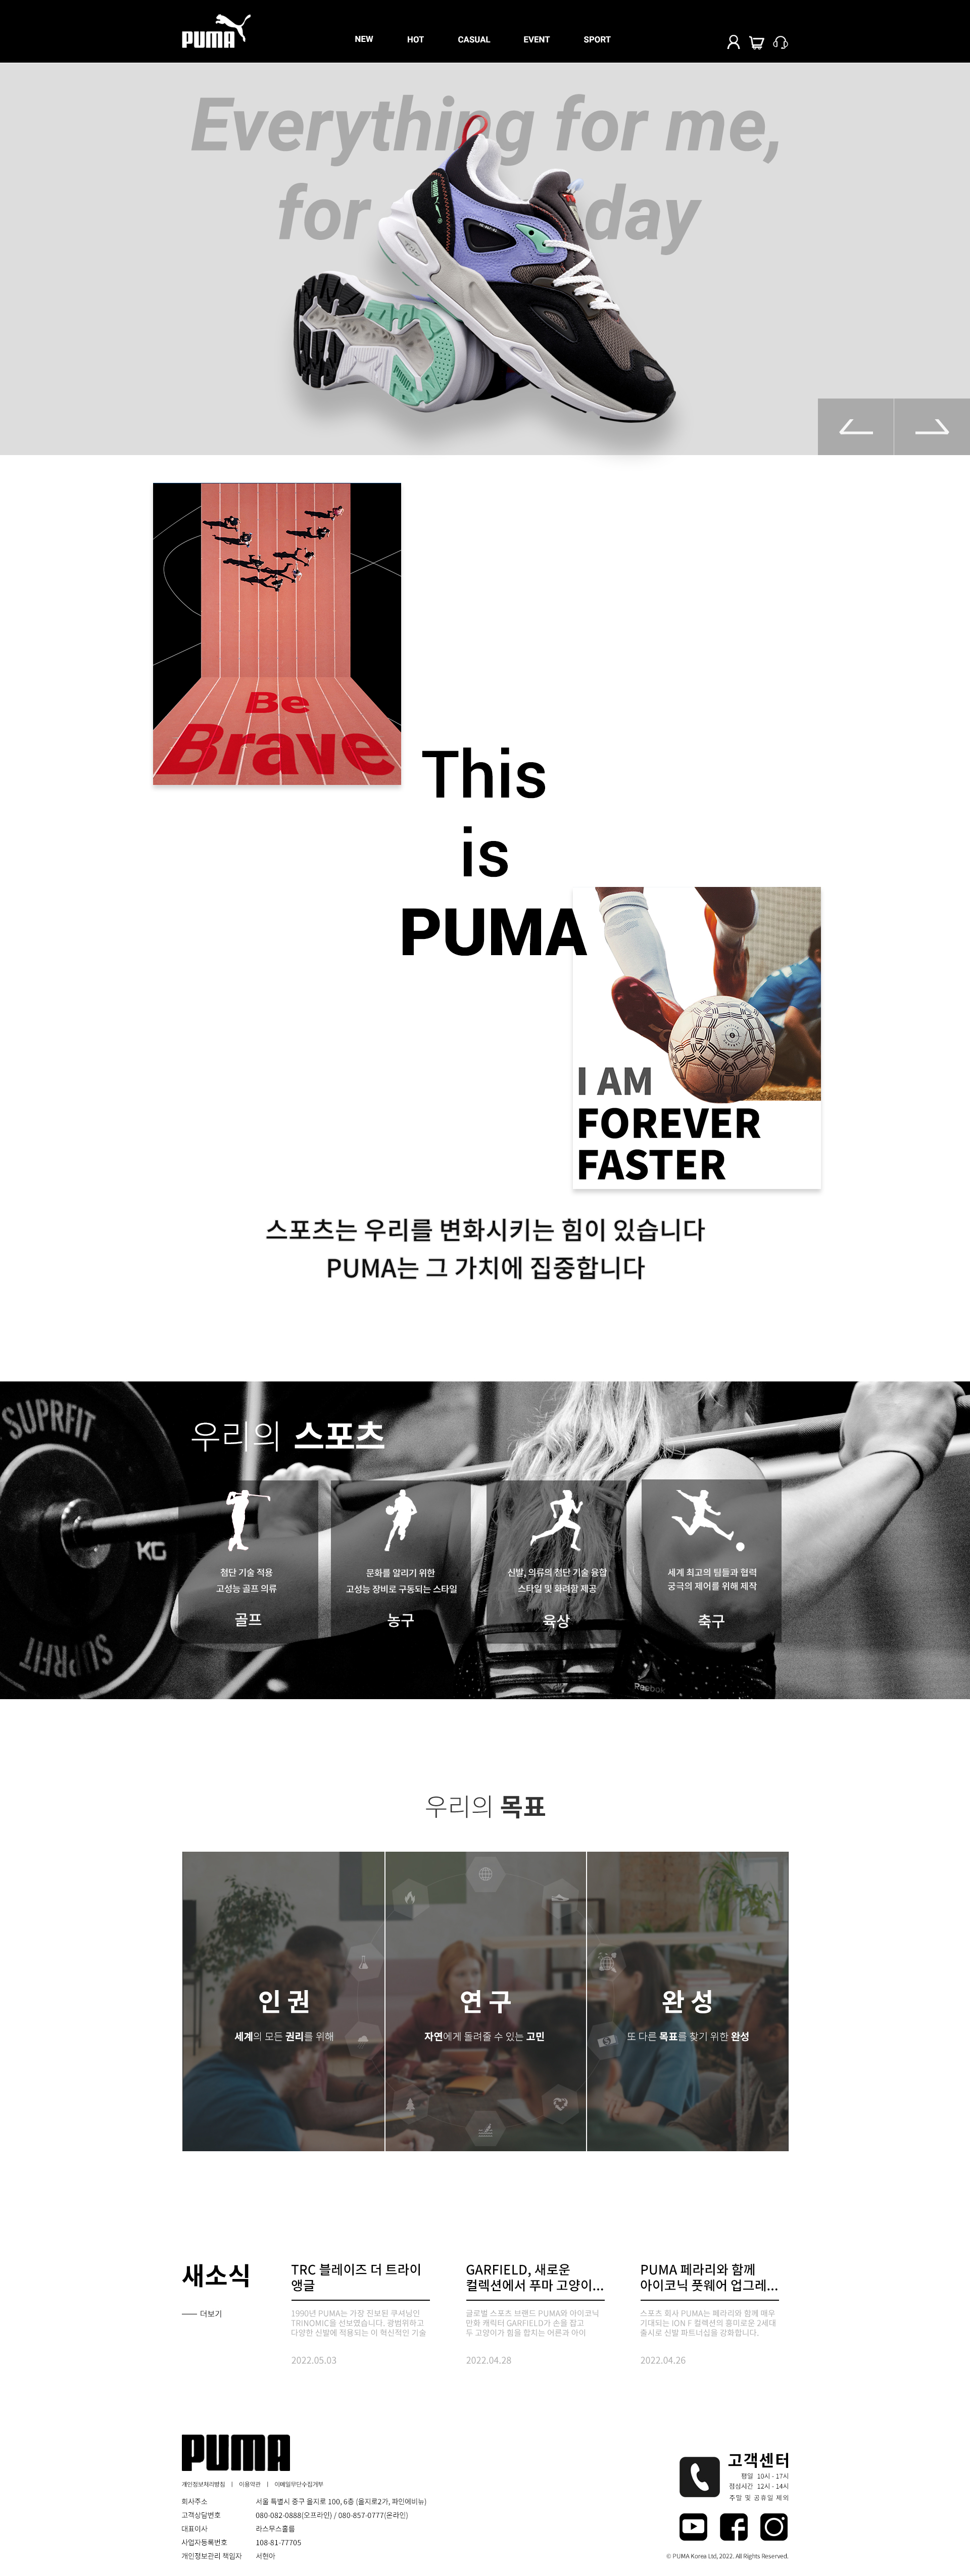 PUMA
NEW HOT CASUAL EVENT SPORT
Everything for me,
for day
Be
Brave
This
is
PUMA
I AM
FOREVER
FASTER
스포츠는 우리를 변화시키는 힘이 있습니다
PUMA는 그 가치에 집중합니다
SUPRFIT
KG
SUPRFIT
Reebok
우리의 스포츠
첨단 기술 적용
고성능 골프 의류
골프
문화를 알리기 위한
고성능 장비로 구동되는 스타일
농구
신발, 의류의 첨단 기술 융합
스타일 및 화려함 제공
육상
세계 최고의 팀들과 협력
궁극의 제어를 위해 제작
축구
우리의 목표
인 권
세계의 모든 권리를 위해
연 구
자연에게 돌려줄 수 있는 고민
완 성
또 다른 목표를 찾기 위한 완성
새소식
더보기
TRC 블레이즈 더 트라이
앵글
1990년 PUMA는 가장 진보된 쿠셔닝인
TRINOMIC을 선보였습니다. 광범위하고
다양한 신발에 적용되는 이 혁신적인 기술
2022.05.03
GARFIELD, 새로운
컬렉션에서 푸마 고양이...
글로벌 스포츠 브랜드 PUMA와 아이코닉
만화 캐릭터 GARFIELD가 손을 잡고
두 고양이가 힘을 합치는 어른과 아이
2022.04.28
PUMA 페라리와 함께
아이코닉 풋웨어 업그레...
스포츠 회사 PUMA는 페라리와 함께 매우
기대되는 ION F 컬렉션의 흥미로운 2세대
출시로 신발 파트너십을 강화합니다.
2022.04.26
PUMA
개인정보처리방침 | 이용약관 | 이메일무단수집거부
회사주소 서울 특별시 중구 을지로 100, 6층 (을지로2가, 파인에비뉴)
고객상담번호 080-082-0888(오프라인) / 080-857-0777(온라인)
대표이사 라스무스홀름
사업자등록번호 108-81-77705
개인정보관리 책임자 서현아
고객센터
평일 10시 - 17시
점심시간 12시 - 14시
주말 및 공휴일 제외
© PUMA Korea Ltd, 2022. All Rights Reserved.